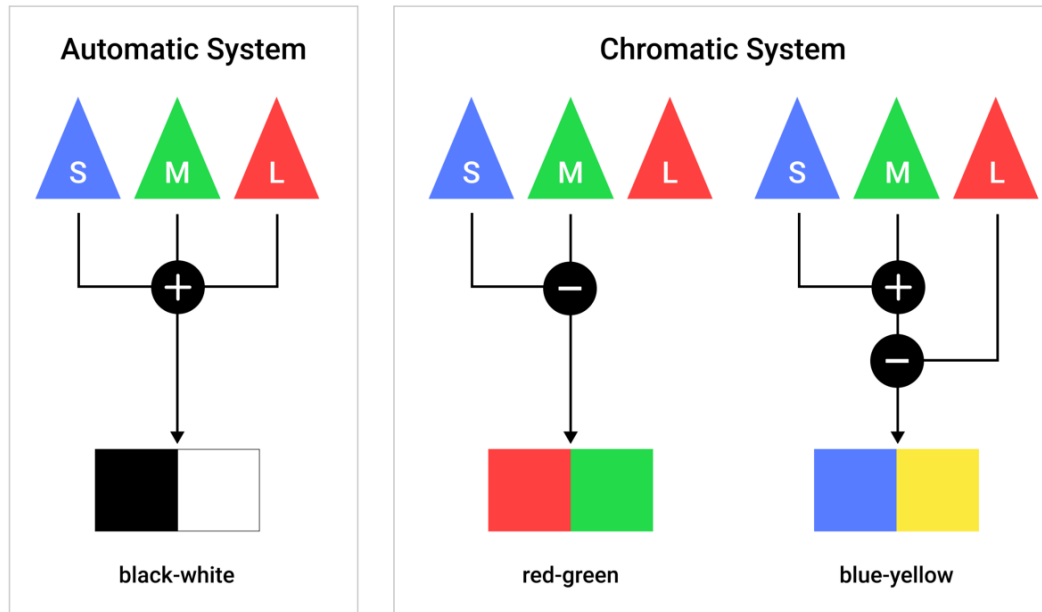 Automatic System
Chromatic System
S M L
S M L
S M L
+
−
+
−
black-white
red-green
blue-yellow